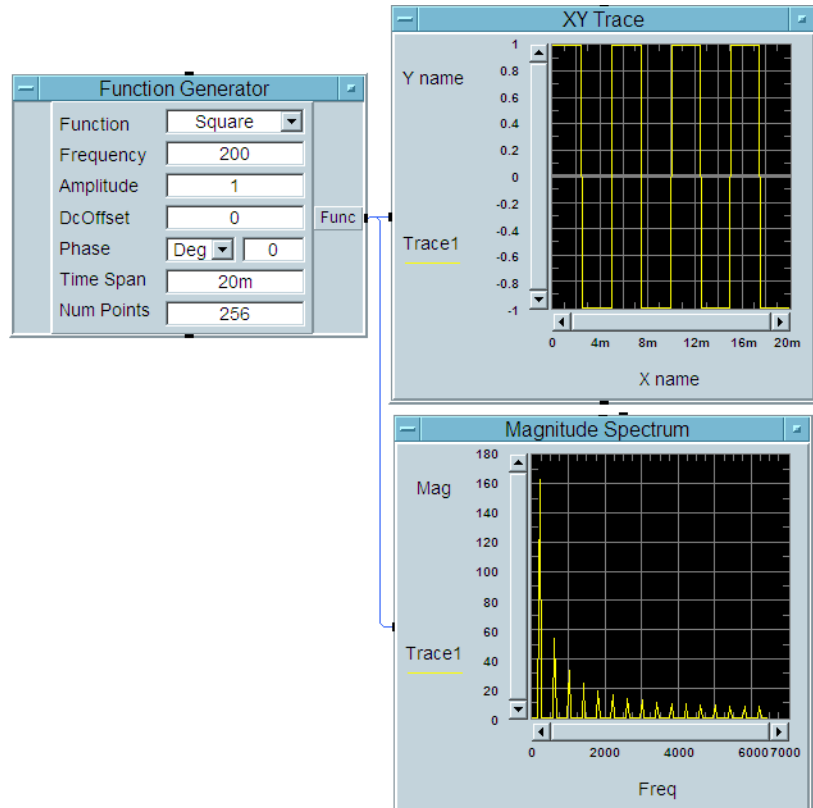 XY Trace
Y name
Trace1
1
0.8
0.6
0.4
0.2
0
-0.2
-0.4
-0.6
-0.8
-1
0 4m 8m 12m 16m 20m
X name
Function Generator
Function Square
Frequency 200
Amplitude 1
DcOffset 0
Phase Deg 0
Time Span 20m
Num Points 256
Func
Magnitude Spectrum
Mag
Trace1
180
160
140
120
100
80
60
40
20
0
0 2000 4000 6000 7000
Freq